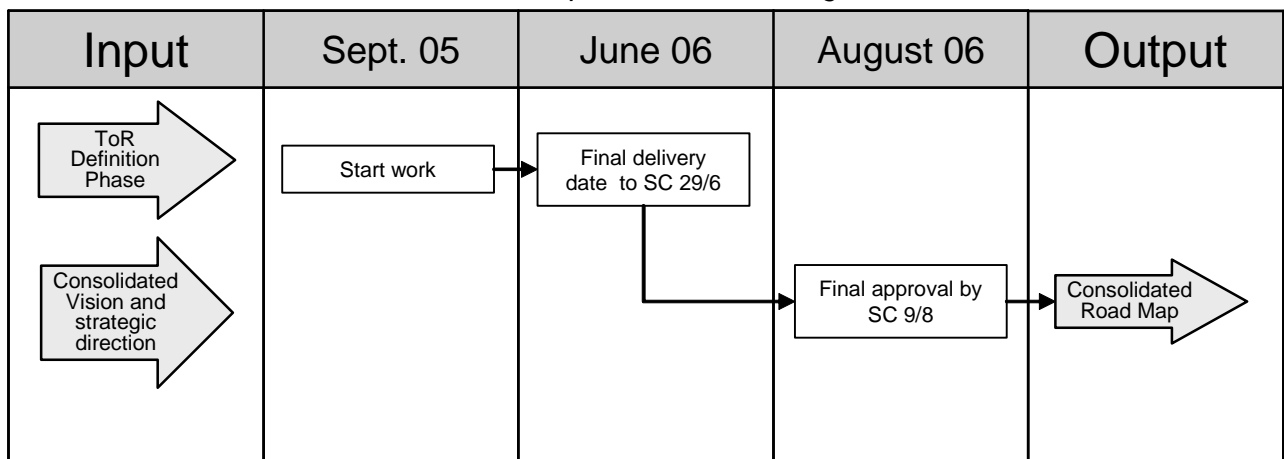 Input
Sept. 05
June 06
August 06
Output
ToR
Definition
Phase
Start work
Final delivery
date to SC 29/6
Consolidated
Vision and
strategic
direction
Final approval by
SC 9/8
Consolidated
Road Map